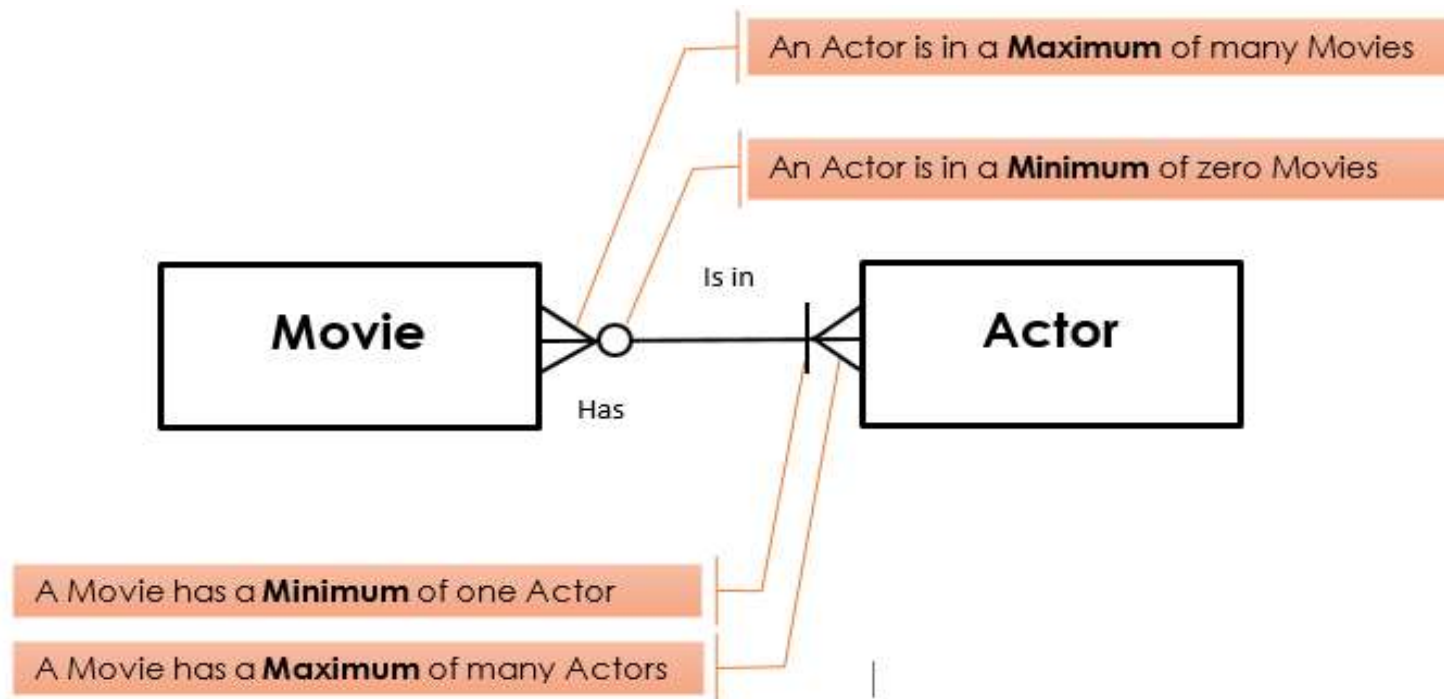 An Actor is in a Maximum of many Movies
An Actor is in a Minimum of zero Movies
Is in
Movie
Actor
Has
A Movie has a Minimum of one Actor
A Movie has a Maximum of many Actors